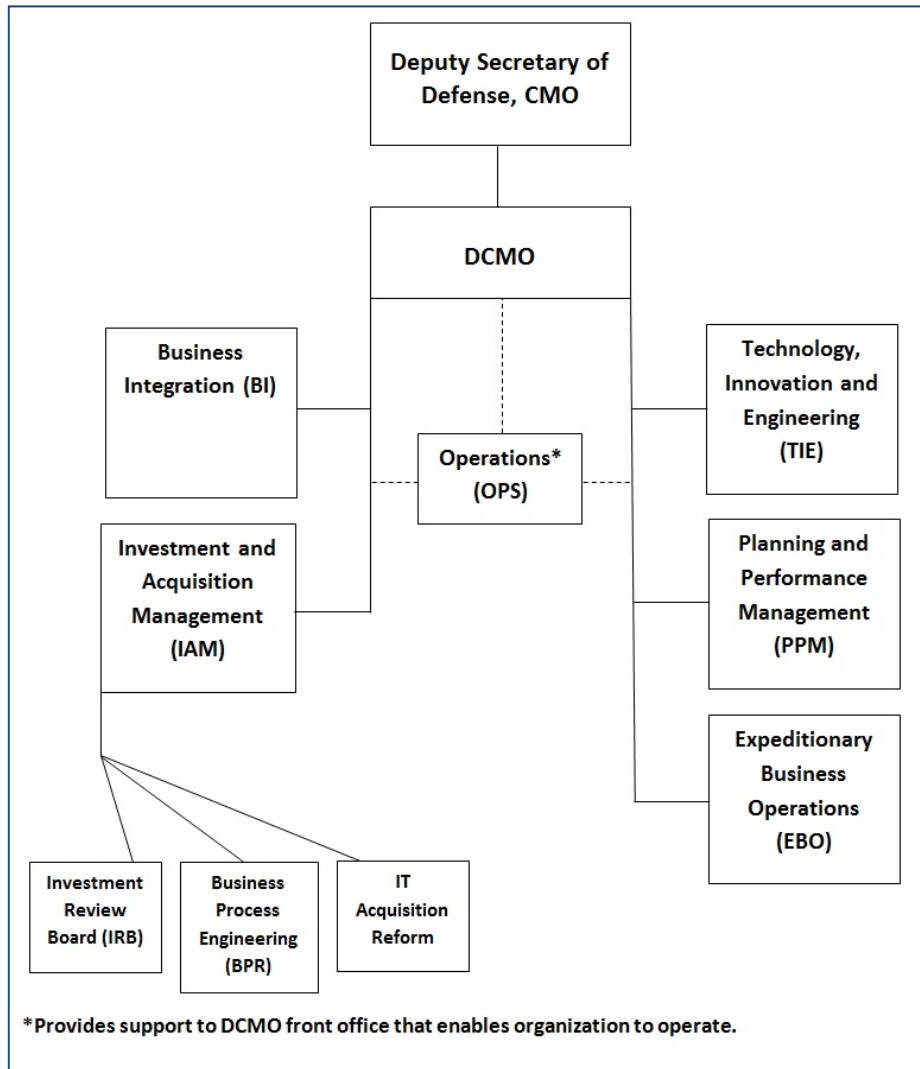 Deputy Secretary of
Defense, CMO
DCMO
Business
Integration (BI)
Technology,
Innovation and
Engineering
(TIE)
Operations*
(OPS)
Investment and
Acquisition
Management
(IAM)
Planning and
Performance
Management
(PPM)
Expeditionary
Business
Operations
(EBO)
Investment
Review
Board (IRB)
Business
Process
Engineering
(BPR)
IT
Acquisition
Reform
*Provides support to DCMO front office that enables organization to operate.